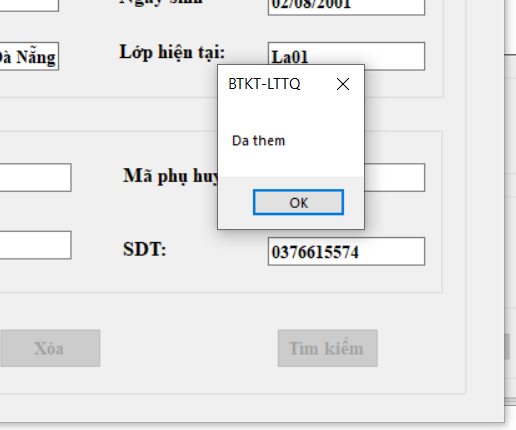 Ngày sinh
02/08/2001
Đà Nẵng
Lớp hiện tại:
La01
BTKT-LTTQ
Da them
OK
Mã phụ huy
SDT:
0376615574
Xóa
Tìm kiếm